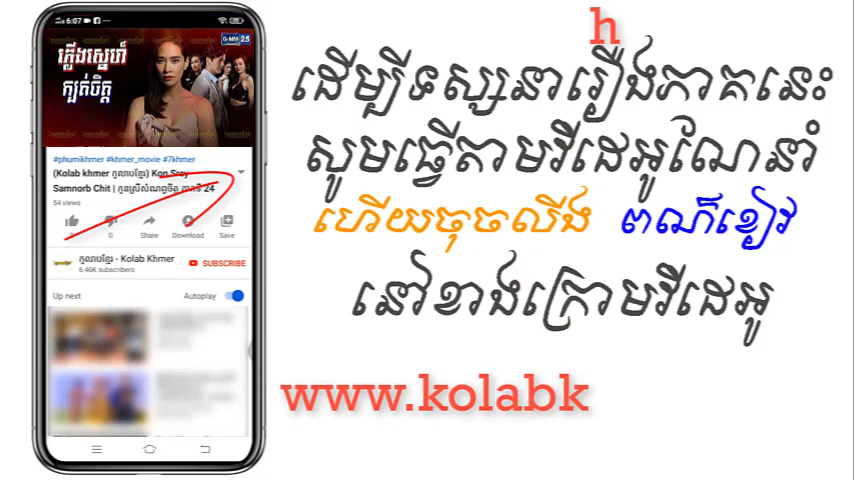 6:07
GMM 25
ភ្លើងស្នេហ៍
ក្បត់ចិត្ត
#phumikhmer #khmer_movie #7khmer
(Kolab khmer កូលាបខ្មែរ) Kon Srey
Samnorb Chit | កូនស្រីសំណព្វចិត្ត ភាគទី 24
54 views
0
Share
Download
Save
កូលាបខ្មែរ - Kolab Khmer
6.46K subscribers
SUBSCRIBE
Up next
Autoplay
h
ដើម្បីទស្សនារឿងភាគនេះ
សូមធ្វើតាមវីដេអូណែនាំ
ហើយចុចលីង ពណ៌ខៀវ
នៅខាងក្រោមវីដេអូ
www.kolabk